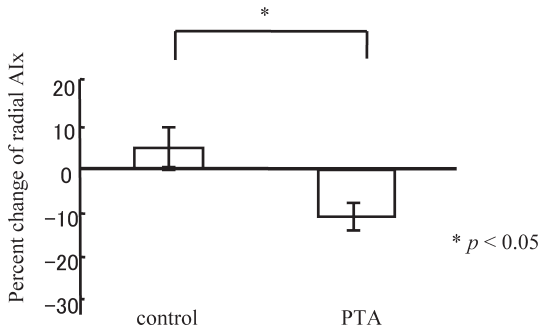 *
Percent change of radial AIx
20
10
0
−10
−20
−30
* p < 0.05
control
PTA